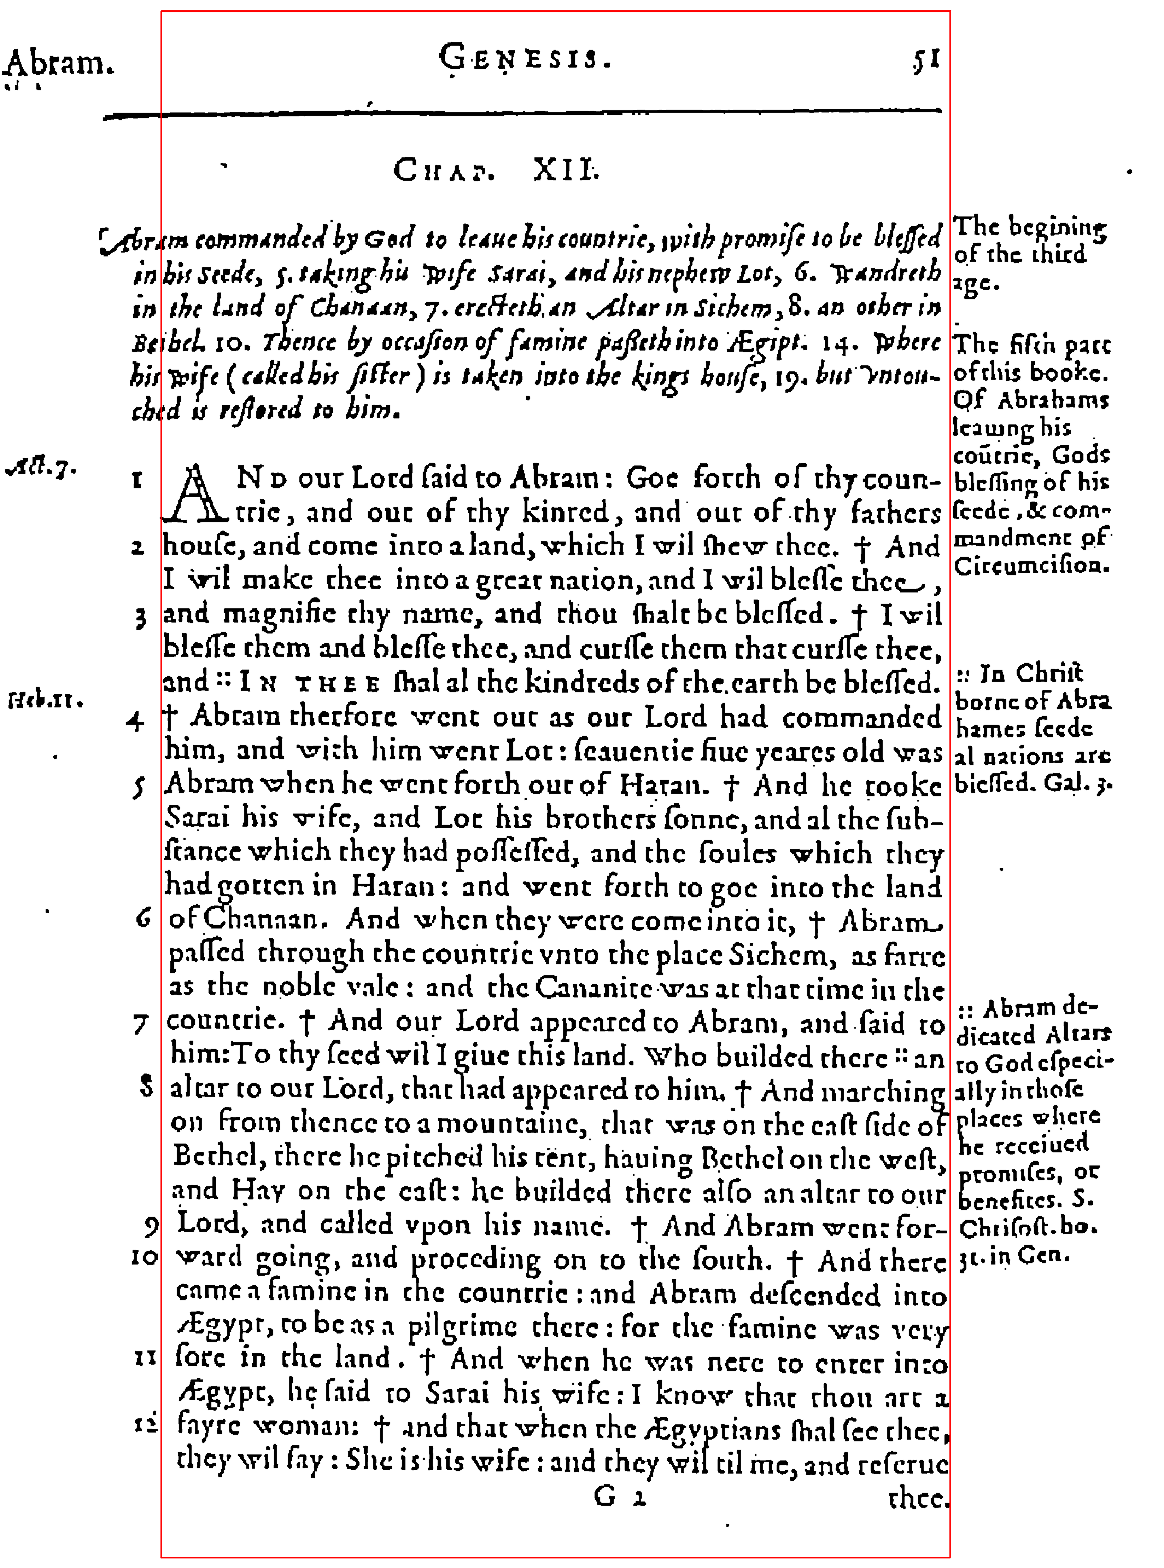 Abram. GENESIS. 51
CHAP. XII.
Abram commanded by God to leaue his countrie, with promiſe to be bleſſed
in his Seede, 5. taking his Wife Sarai, and his nephew Lot, 6. Wandreth
in the land of Chanaan, 7. erecteth an Altar in Sichem, 8. an other in
Bethel. 10. Thence by occaſion of famine paſſeth into Ægipt. 14. Where
his Wife (called his ſiſter) is taken into the kings houſe, 19. but Vntou-
ched is reſtored to him.
1 AND our Lord ſaid to Abram: Goe forth of thy coun-
trie, and out of thy kinred, and out of thy fathers
2 houſe, and come into a land, which I wil ſhew thee. † And
I wil make thee into a great nation, and I wil bleſſe thee,
3 and magnifie thy name, and thou ſhalt be bleſſed. † I wil
bleſſe them and bleſſe thee, and curſſe them that curſſe thee,
and :: IN THEE ſhal al the kindreds of the earth be bleſſed.
4 † Abram therfore went out as our Lord had commanded
him, and with him went Lot: ſeauentie fiue yeares old was
5 Abram when he went forth out of Haran. † And he tooke
Sarai his wife, and Lot his brothers ſonne, and al the ſub-
ſtance which they had poſſeſſed, and the ſoules which they
had gotten in Haran: and went forth to goe into the land
6 of Chanaan. And when they were come into it, † Abram
paſſed through the countrie vnto the place Sichem, as farre
as the noble vale: and the Cananite was at that time in the
7 countrie. † And our Lord appeared to Abram, and ſaid to
him: To thy ſeed wil I giue this land. Who builded there :: an
8 altar to our Lord, that had appeared to him. † And marching
on from thence to a mountaine, that was on the eaſt ſide of
Bethel, there he pitched his tent, hauing Bethel on the weſt,
and Hay on the eaſt: he builded there alſo an altar to our
9 Lord, and called vpon his name. † And Abram went for-
10 ward going, and proceding on to the ſouth. † And there
came a famine in the countrie: and Abram deſcended into
Ægypt, to be as a pilgrime there: for the famine was very
11 ſore in the land. † And when he was nere to enter into
Ægypt, he ſaid to Sarai his wife: I know that thou art a
12 fayre woman: † and that when the Ægyptians ſhal ſee thee,
they wil ſay: She is his wife: and they wil kil me, and reſerue
G 2 thee.
Act. 7.
Heb. 11.
The begining
of the third
age.
The fifth part
of this booke.
Of Abrahams
leauing his
coũtrie, Gods
bleſſing of his
ſeede, & com-
mandment of
Circumciſion.
:: In Chriſt
borne of Abra
hames ſeede
al nations are
bleſſed. Gal. 3.
:: Abram de-
dicated Altars
to God eſpeci-
ally in thoſe
places where
he receiued
promiſes, or
benefites. S.
Chriſoſt. ho.
31. in Gen.